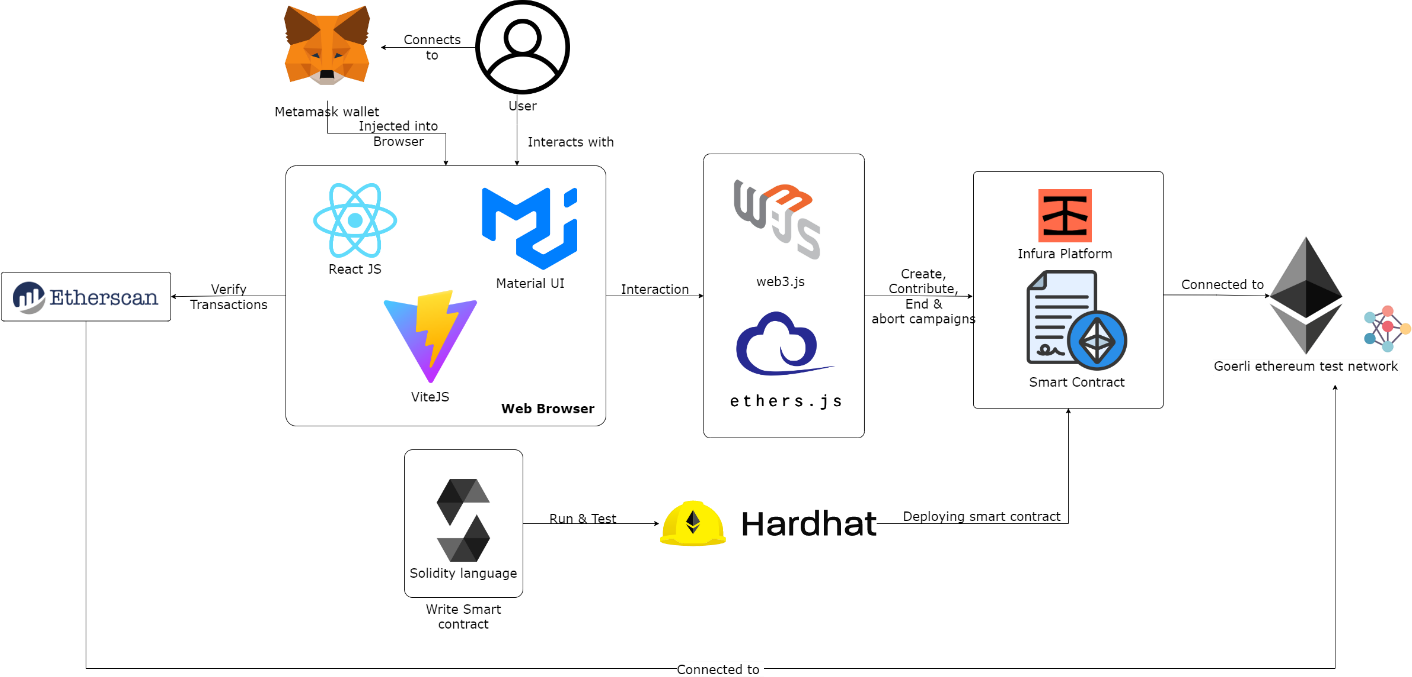 Connects
to
Metamask wallet
User
Injected into
Browser
Interacts with
React JS
Material UI
ViteJS
Web Browser
Etherscan
Verify
Transactions
Interaction
web3.js
ethers.js
Create,
Contribute,
End &
abort campaigns
Infura Platform
Smart Contract
Connected to
Goerli ethereum test network
Solidity language
Write Smart
contract
Run & Test
Hardhat
Deploying smart contract
Connected to